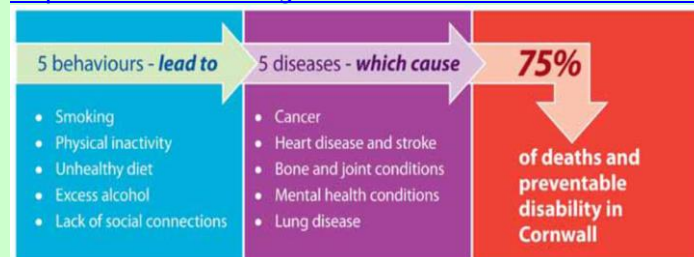 5 behaviours - lead to
• Smoking
• Physical inactivity
• Unhealthy diet
• Excess alcohol
• Lack of social connections
5 diseases - which cause
• Cancer
• Heart disease and stroke
• Bone and joint conditions
• Mental health conditions
• Lung disease
75%
of deaths and
preventable
disability in
Cornwall